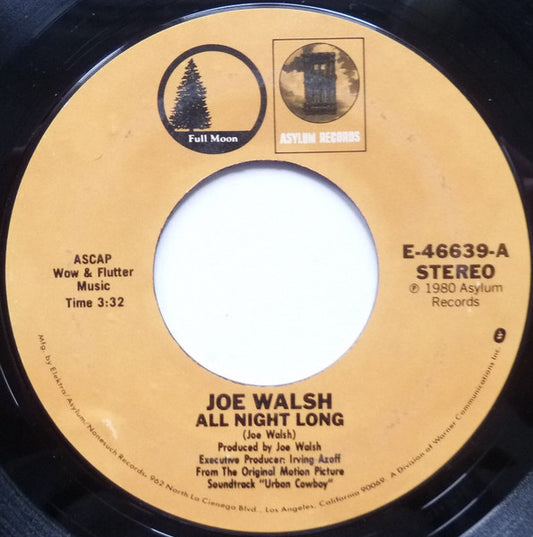 Full Moon
ASYLUM RECORDS
ASCAP
Wow & Flutter
Music
Time 3:32
E-46639-A
STEREO
℗ 1980 Asylum
Records
JOE WALSH
ALL NIGHT LONG
(Joe Walsh)
Produced by Joe Walsh
Executive Producer: Irving Azoff
From The Original Motion Picture
Soundtrack "Urban Cowboy"
Mfg. by Elektra/Asylum/Nonesuch Records · 962 North La Cienega Blvd., Los Angeles, California 90069. A Division of Warner Communications Inc.